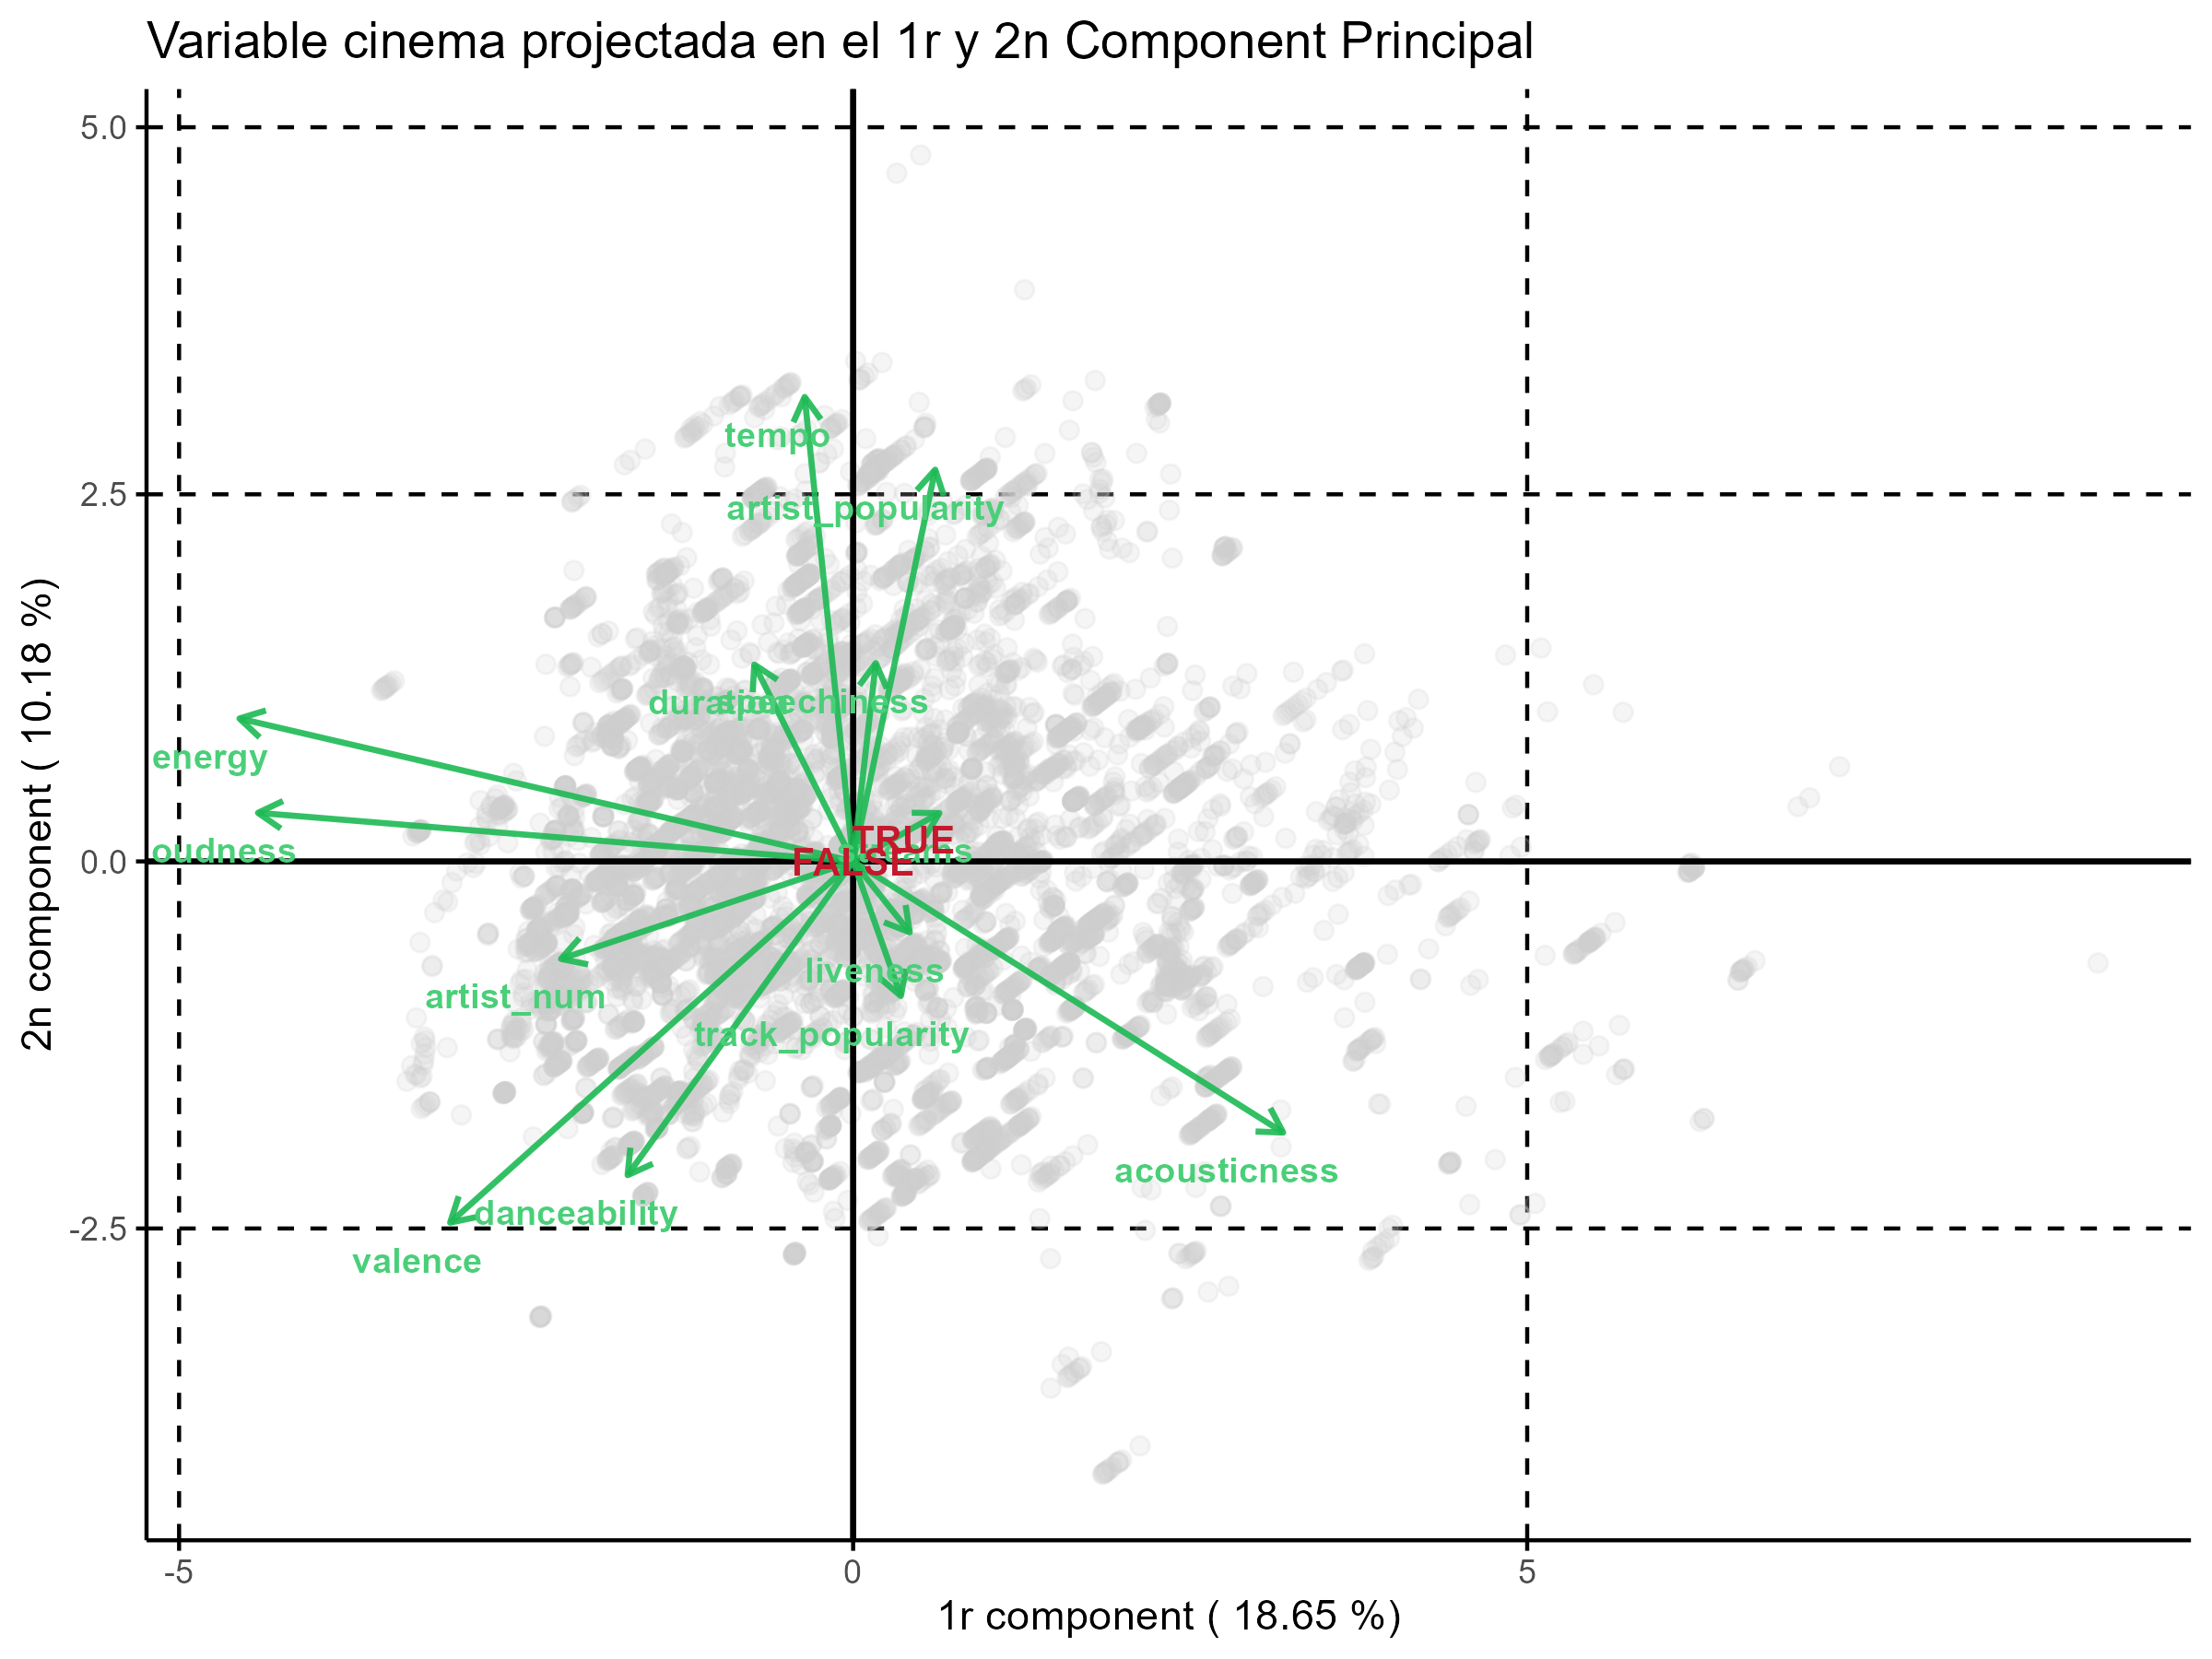 Variable cinema projectada en el 1r y 2n Component Principal
5.0
2.5
0.0
-2.5
2n component ( 10.18 %)
tempo
artist_popularity
duration
speechiness
energy
oudness
TRUE
FALSE
liveness
artist_num
track_popularity
acousticness
danceability
valence
-5
0
5
1r component ( 18.65 %)